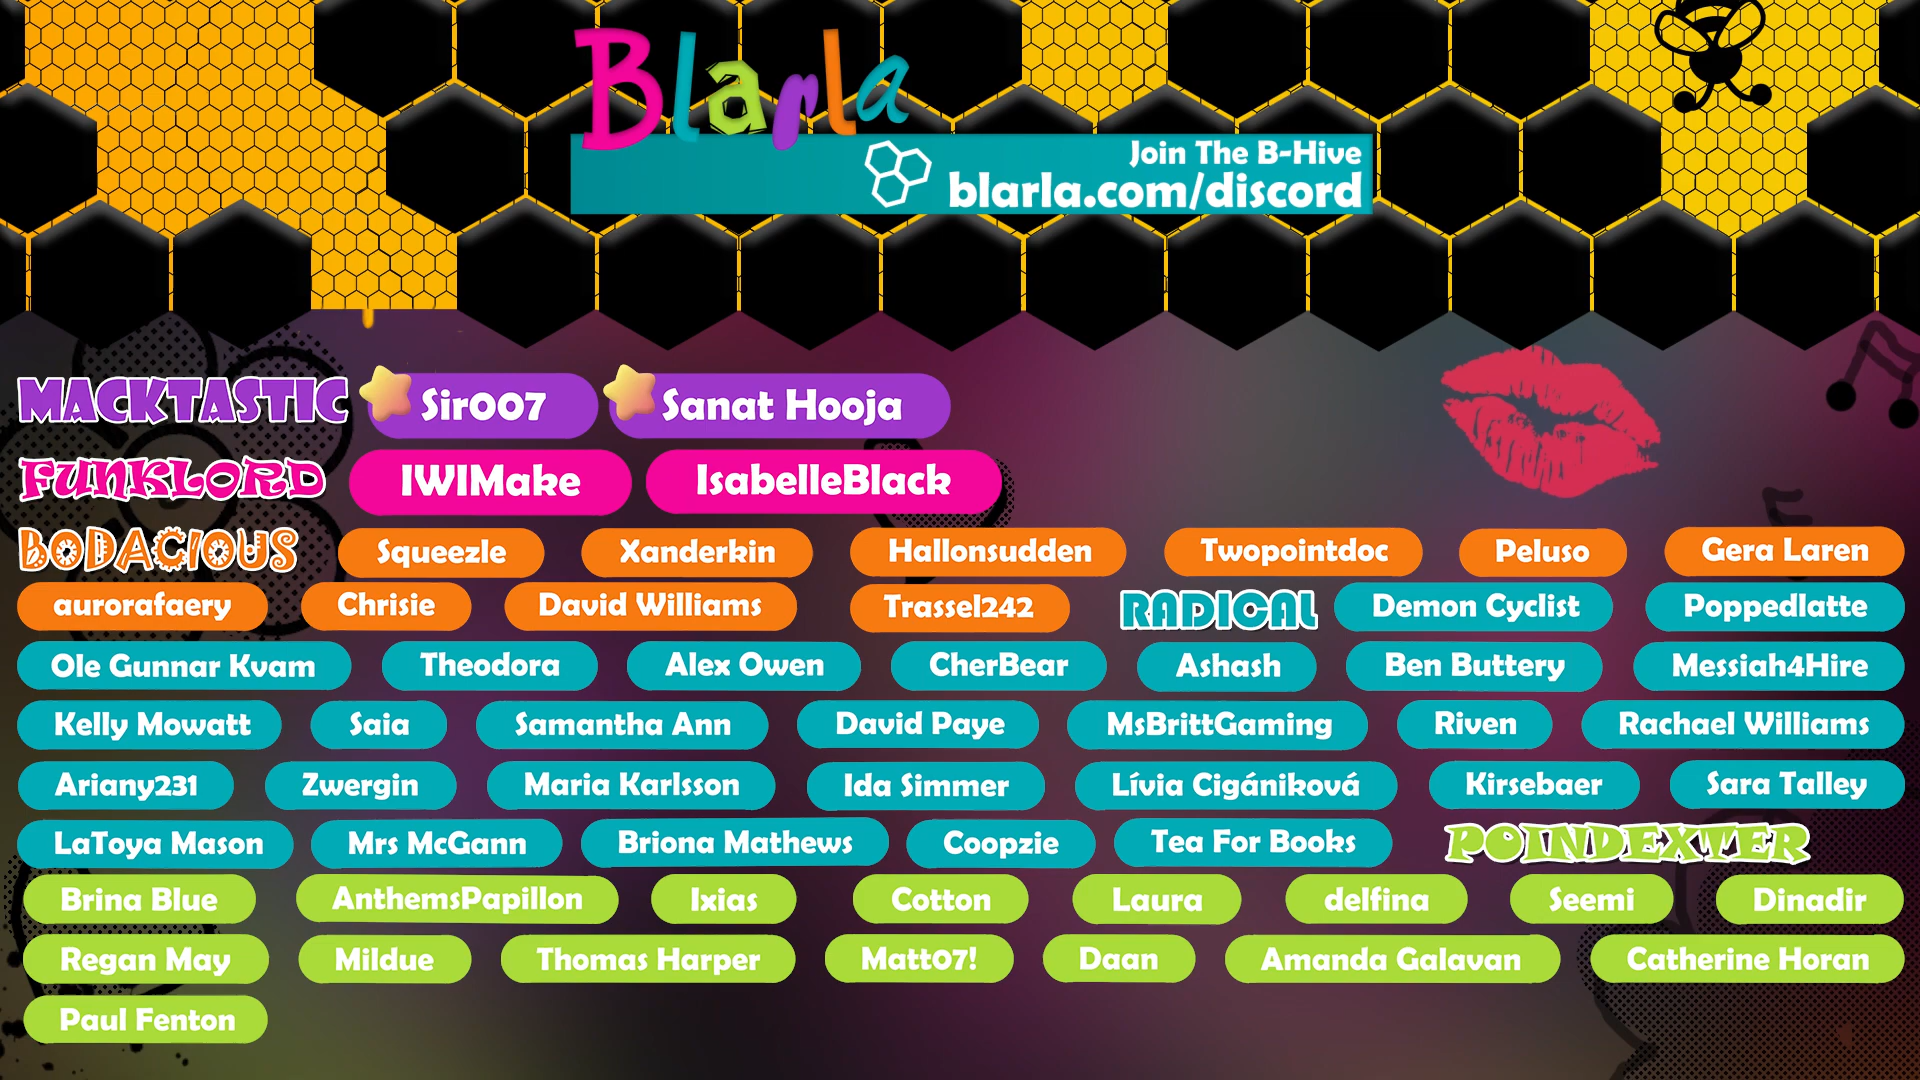 Blarla
Join The B-Hive
blarla.com/discord
MACKTASTIC Sir007 Sanat Hooja
FUNKLORD IWIMake IsabelleBlack
BODACIOUS Squeezle Xanderkin Hallonsudden Twopointdoc Peluso Gera Laren
aurorafaery Chrisie David Williams Trassel242 RADICAL Demon Cyclist Poppedlatte
Ole Gunnar Kvam Theodora Alex Owen CherBear Ashash Ben Buttery Messiah4Hire
Kelly Mowatt Saia Samantha Ann David Paye MsBrittGaming Riven Rachael Williams
Ariany231 Zwergin Maria Karlsson Ida Simmer Lívia Cigániková Kirsebaer Sara Talley
LaToya Mason Mrs McGann Briona Mathews Coopzie Tea For Books POINDEXTER
Brina Blue AnthemsPapillon Ixias Cotton Laura delfina Seemi Dinadir
Regan May Mildue Thomas Harper Matt07! Daan Amanda Galavan Catherine Horan
Paul Fenton